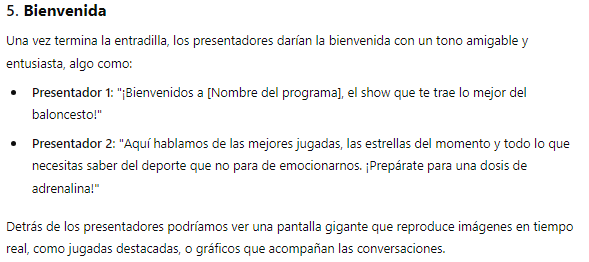 5. Bienvenida
Una vez termina la entradilla, los presentadores darían la bienvenida con un tono amigable y
entusiasta, algo como:
• Presentador 1: "¡Bienvenidos a [Nombre del programa], el show que te trae lo mejor del
baloncesto!"
• Presentador 2: "Aquí hablamos de las mejores jugadas, las estrellas del momento y todo lo que
necesitas saber del deporte que no para de emocionarnos. ¡Prepárate para una dosis de
adrenalina!"
Detrás de los presentadores podríamos ver una pantalla gigante que reproduce imágenes en tiempo
real, como jugadas destacadas, o gráficos que acompañan las conversaciones.